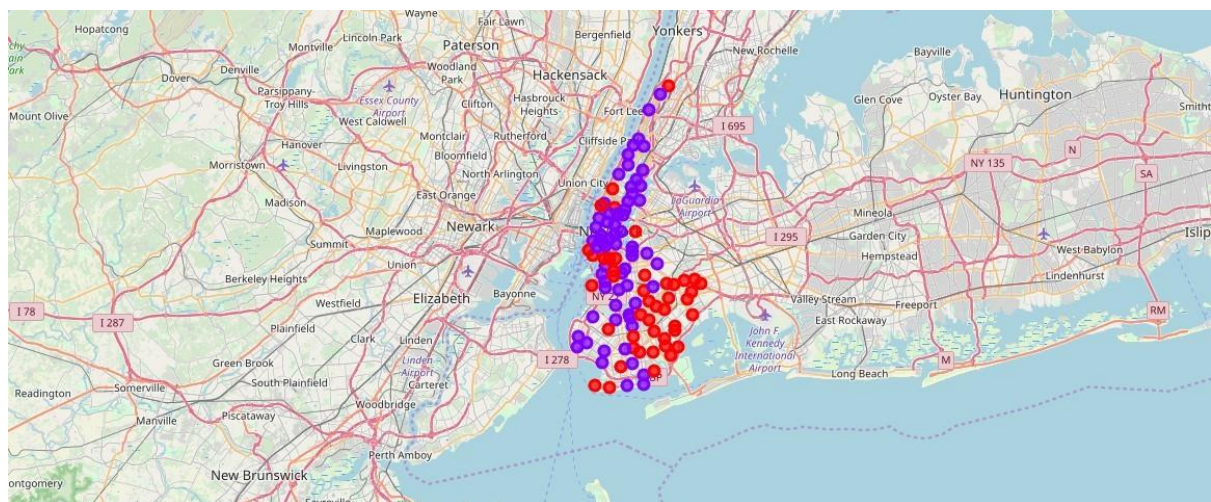 Hopatcong
Wayne
Fair Lawn
Bergenfield
Yonkers
Lincoln Park
Montville
Paterson
New Rochelle
Bayville
Denville
Woodland
Park
Hackensack
Dover
Parsippany-
Troy Hills
Essex County
Airport
Clifton
Hasbrouck
Heights
Fort Lee
Glen Cove
Oyster Bay
Huntington
Smith
Mount Olive
West Caldwell
Hanover
Rutherford
Montclair
Bloomfield
Cliffside
I 695
N
NY 135
SA
Morristown
Livingston
North Arlington
Union City
LaGuardia
Airport
East Orange
Madison
Maplewood
Newark
Mineola
Garden City
I 295
Summit
Union
Hempstead
West Babylon
Islip
Berkeley Heights
Lindenhurst
Elizabeth
Bayonne
Valley Stream
Freeport
I 78
I 287
Westfield
East Rockaway
RM
Plainfield
Clark
Linden
John F.
Kennedy
International
Airport
Green Brook
Linden
Airport
I 278
M
Long Beach
Readington
Somerville
South Plainfield
Carteret
Manville
Piscataway
Woodbridge
Perth Amboy
New Brunswick
ontgomery